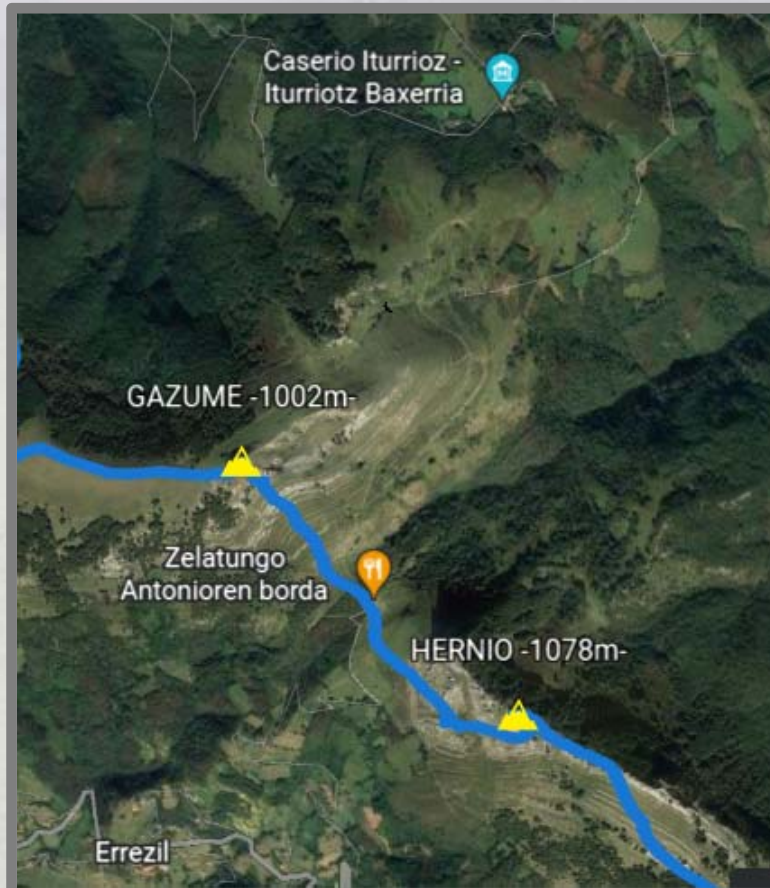 Caserio Iturrioz -
Iturriotz Baxerria
GAZUME -1002m-
Zelatungo
Antonioren borda
HERNIO -1078m-
Errezil